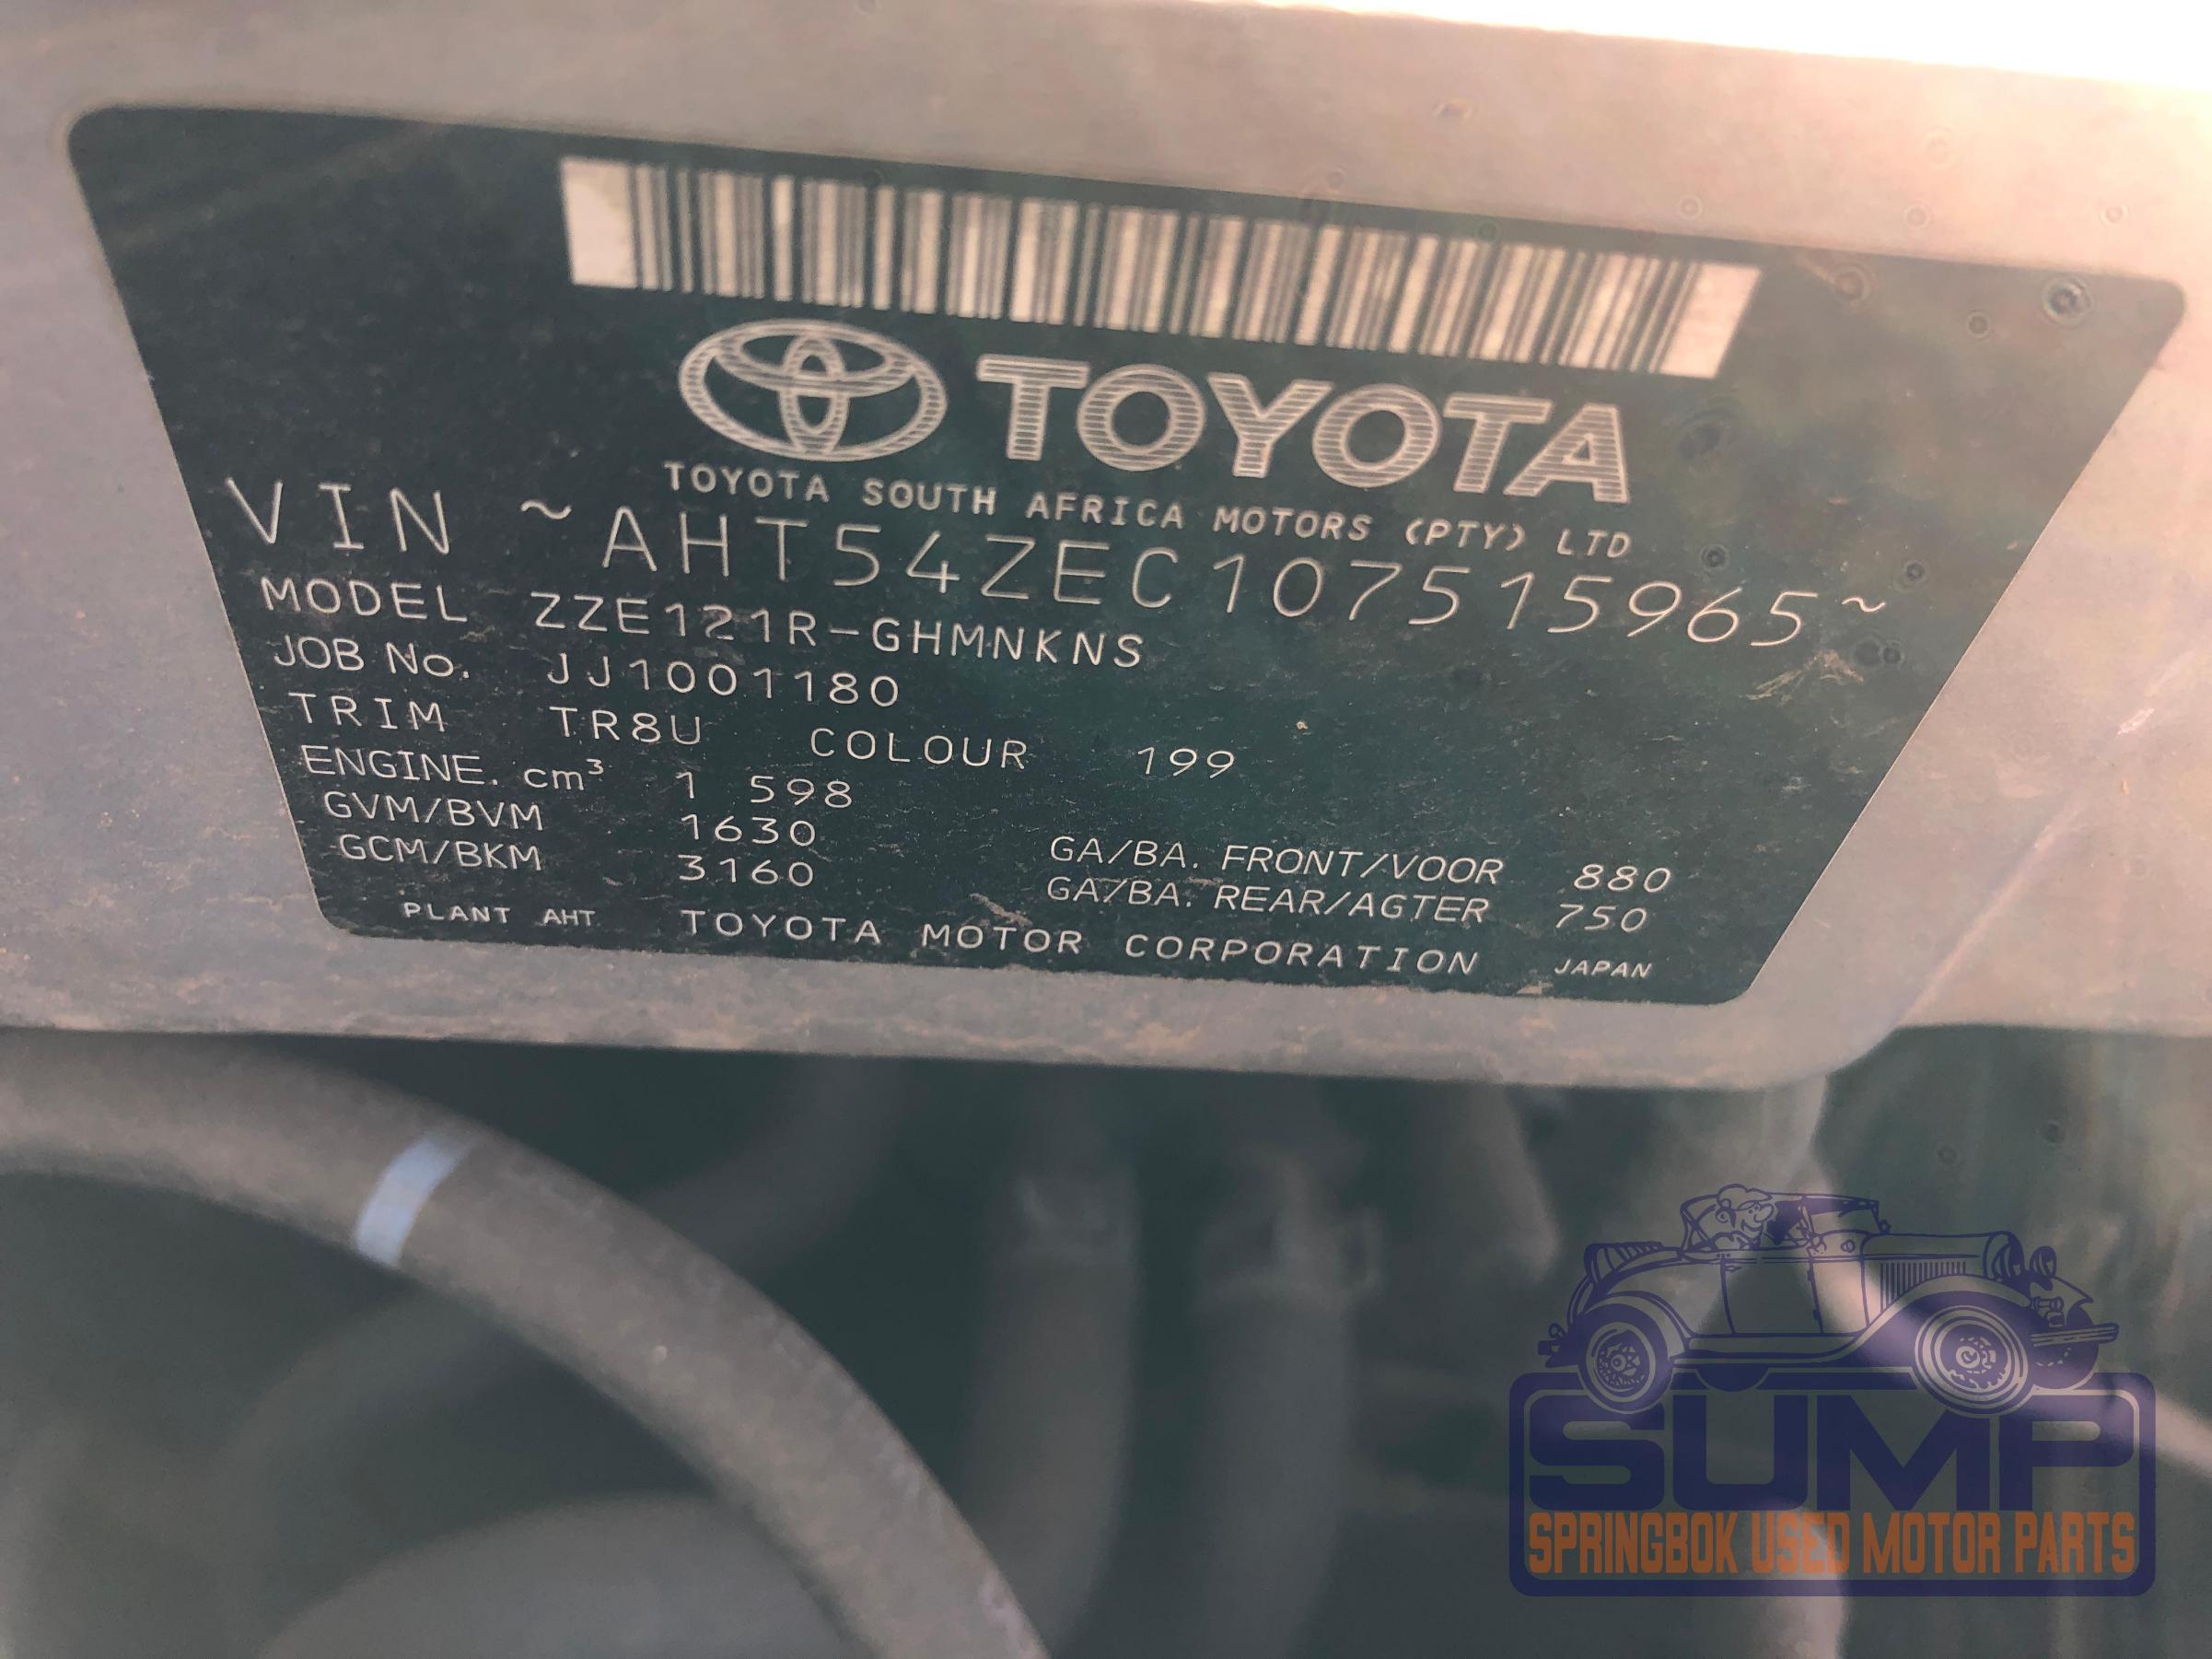 TOYOTA
TOYOTA SOUTH AFRICA MOTORS (PTY) LTD
VIN ~AHT54ZEC107515965~
MODEL ZZE121R-GHMNKNS
JOB No. JJ1001180
TRIM TR8U COLOUR 199
ENGINE. cm³ 1 598
GVM/BVM 1630
GCM/BKM 3160
GA/BA. FRONT/VOOR 880
GA/BA. REAR/AGTER 750
PLANT AHT TOYOTA MOTOR CORPORATION JAPAN
SUMP
SPRINGBOK USED MOTOR PARTS